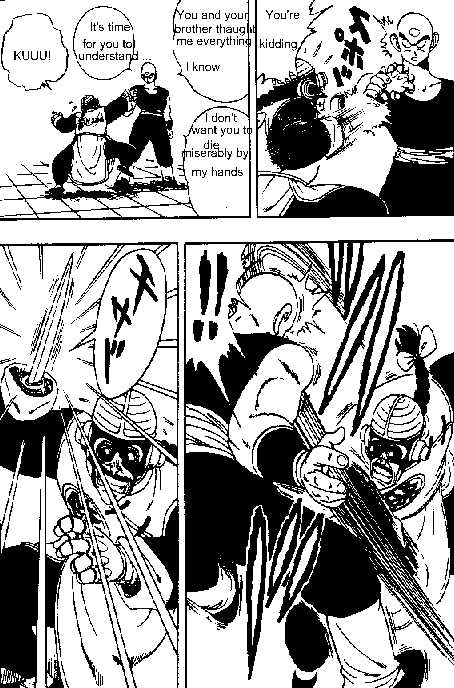 You're
kidding
You and your
brother thaught
me everything
I know
I don't
want you to
die
miserably by
my hands
It's time
for you to
understand
KUUU!
!!